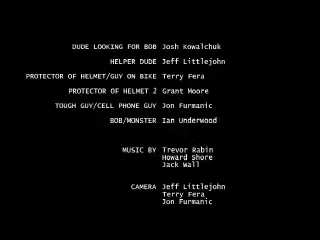 DUDE LOOKING FOR BOB Josh Kowalchuk
HELPER DUDE Jeff Littlejohn
PROTECTOR OF HELMET/GUY ON BIKE Terry Fera
PROTECTOR OF HELMET 2 Grant Moore
TOUGH GUY/CELL PHONE GUY Jon Furmanic
BOB/MONSTER Ian Underwood
MUSIC BY Trevor Rabin
Howard Shore
Jack Wall
CAMERA Jeff Littlejohn
Terry Fera
Jon Furmanic